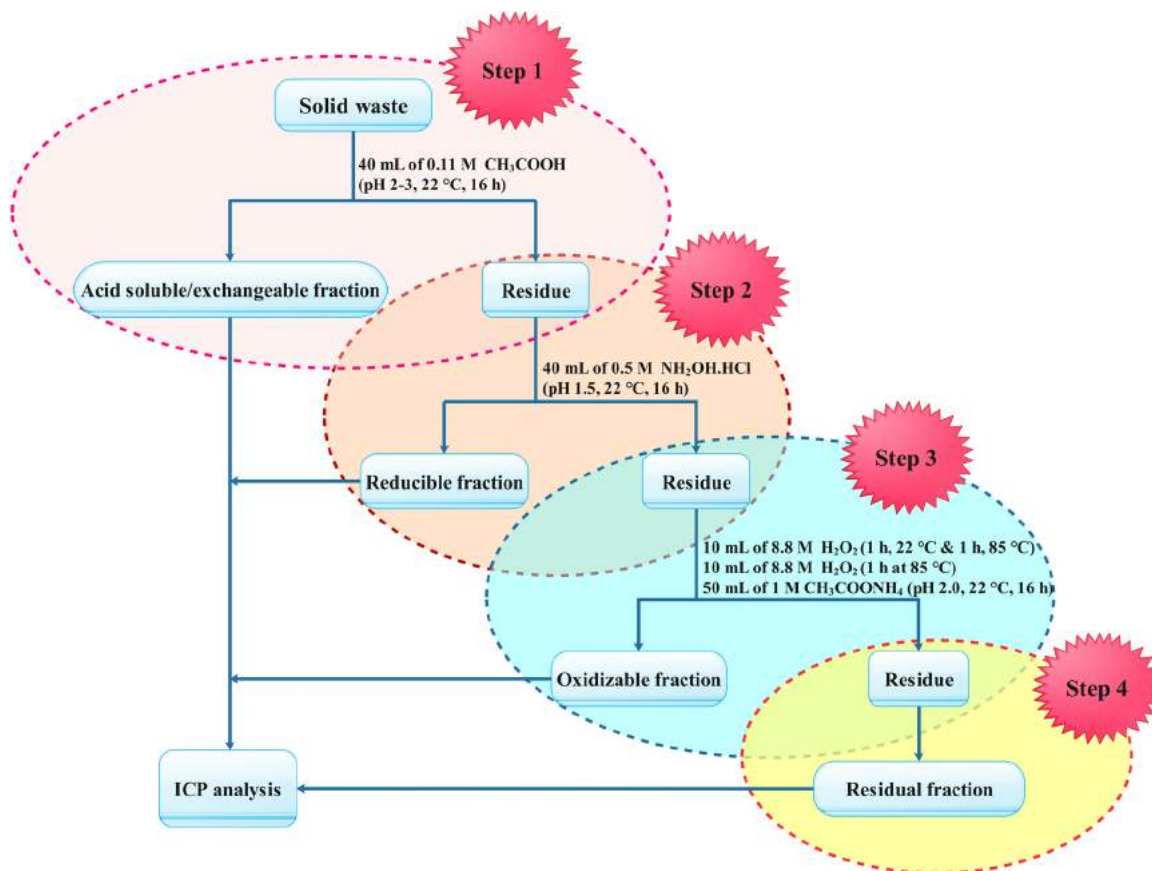 Step 1
Solid waste
40 mL of 0.11 M CH₃COOH
(pH 2-3, 22 °C, 16 h)
Acid soluble/exchangeable fraction
Residue
Step 2
40 mL of 0.5 M NH₂OH.HCl
(pH 1.5, 22 °C, 16 h)
Reducible fraction
Residue
Step 3
10 mL of 8.8 M H₂O₂ (1 h, 22 °C & 1 h, 85 °C)
10 mL of 8.8 M H₂O₂ (1 h at 85 °C)
50 mL of 1 M CH₃COONH₄ (pH 2.0, 22 °C, 16 h)
Oxidizable fraction
Residue
Step 4
ICP analysis
Residual fraction